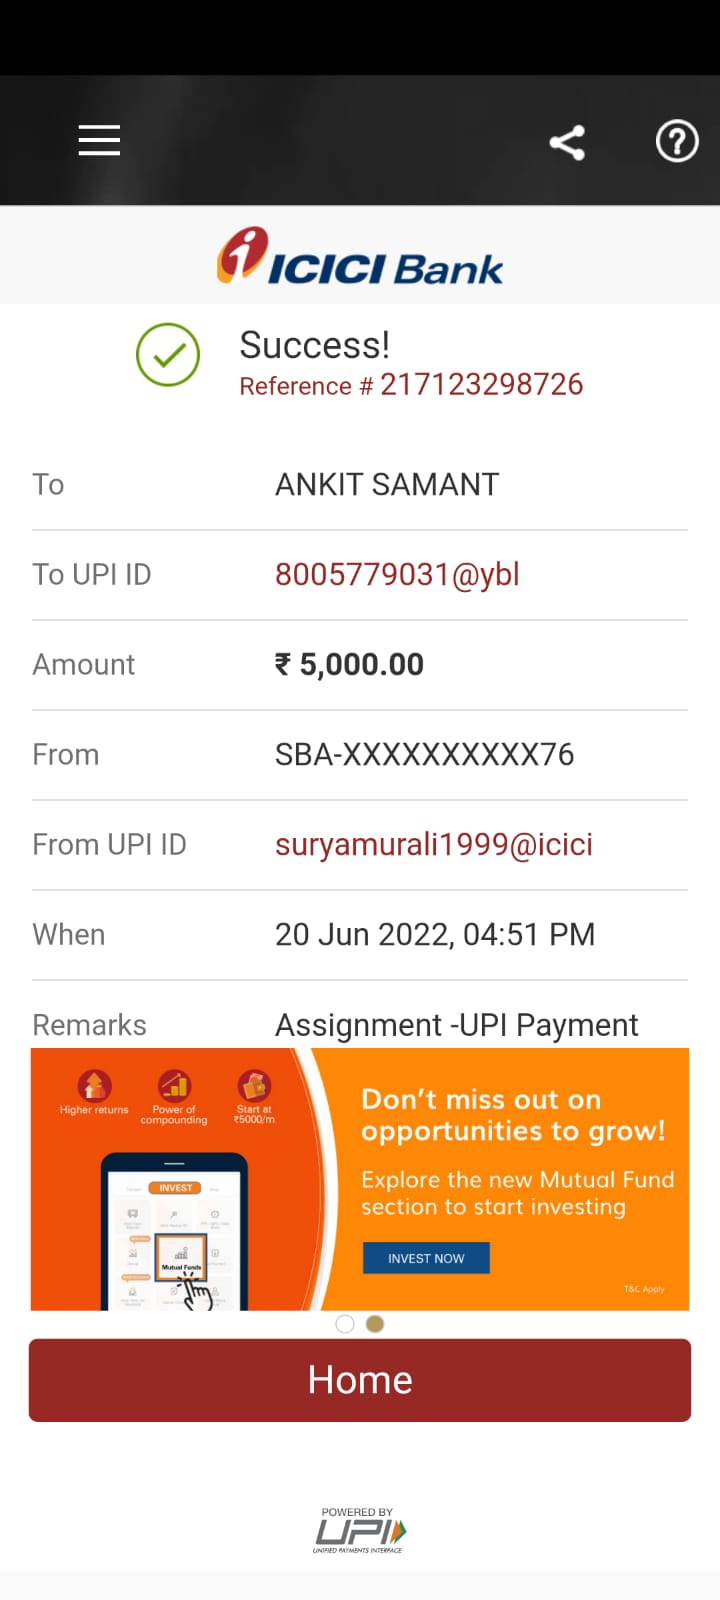 ICICI Bank
Success!
Reference # 217123298726
To ANKIT SAMANT
To UPI ID 8005779031@ybl
Amount ₹ 5,000.00
From SBA-XXXXXXXXXX76
From UPI ID suryamurali1999@icici
When 20 Jun 2022, 04:51 PM
Remarks Assignment -UPI Payment
Higher returns
Power of
compounding
Start at
₹5000/m
INVEST
Mutual Funds
Don't miss out on
opportunities to grow!
Explore the new Mutual Fund
section to start investing
INVEST NOW
T&C Apply
Home
POWERED BY
UPI
UNIFIED PAYMENTS INTERFACE